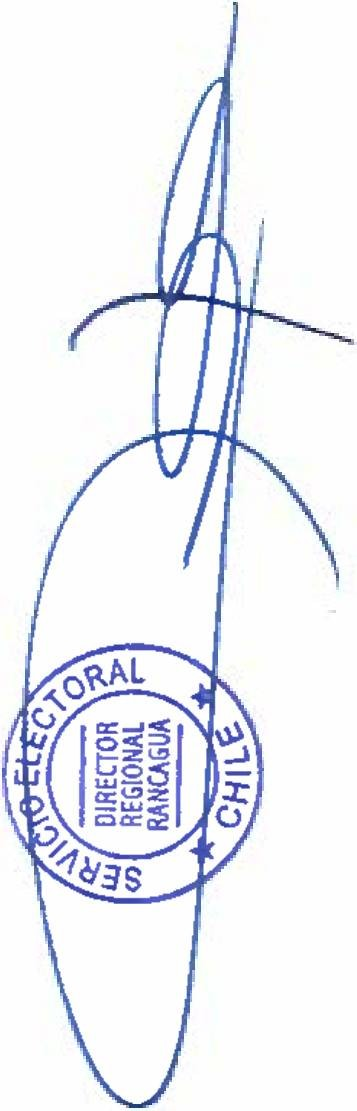 SERVICIO ELECTORAL
DIRECTOR
REGIONAL
RANCAGUA
★ CHILE ★